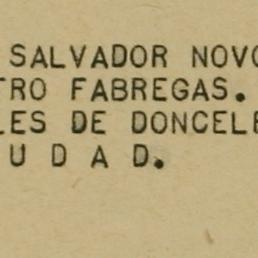 SALVADOR NOVO
TRO FABREGAS.
LES DE DONCELE
U D A D.